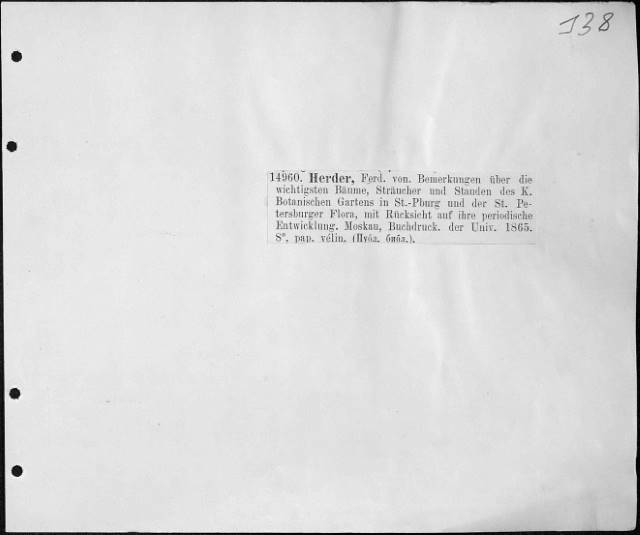 138
14960. Herder, Ferd. von. Bemerkungen über die
wichtigsten Bäume, Sträucher und Stauden des K.
Botanischen Gartens in St.-Pburg und der St. Pe-
tersburger Flora, mit Rücksicht auf ihre periodische
Entwicklung. Moskau, Buchdruck. der Univ. 1865.
8°. pap. vélin. (Публ. библ.).